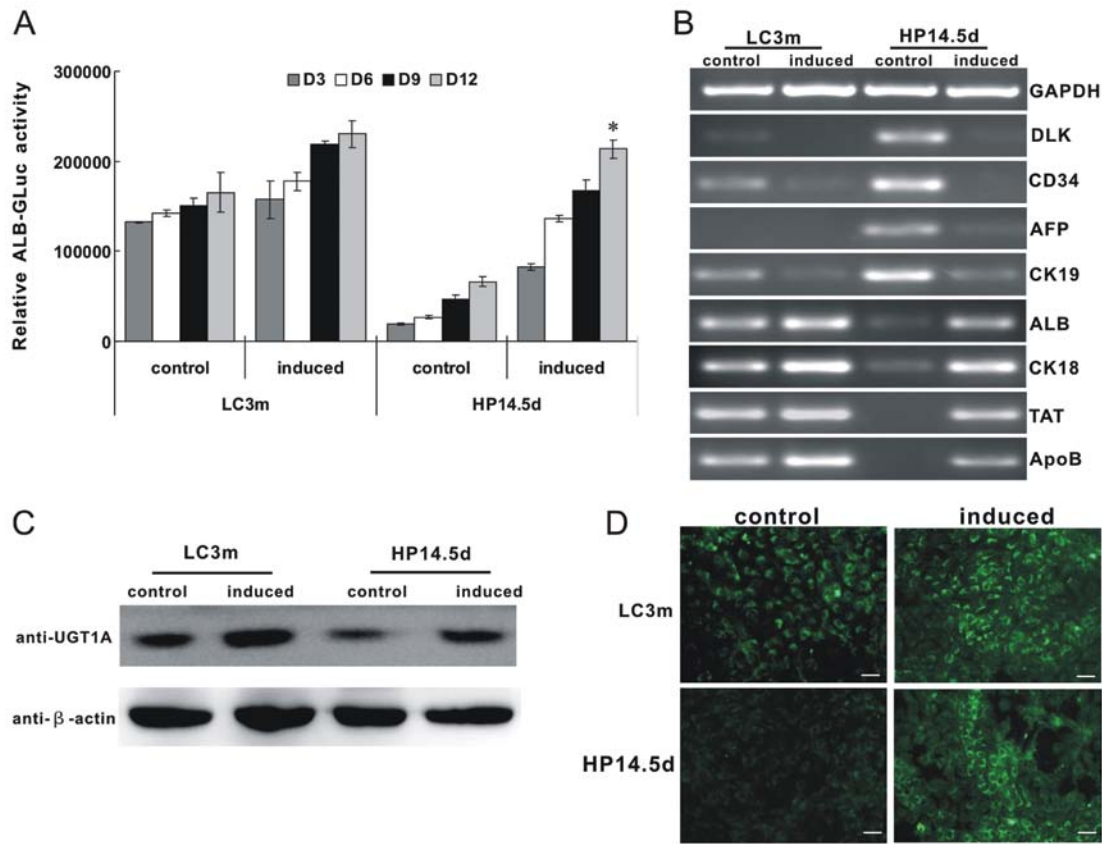 A
Relative ALB-GLuc activity
300000
200000
100000
0
D3 D6 D9 D12
*
control induced control induced
LC3m HP14.5d
B
LC3m HP14.5d
control induced control induced
GAPDH
DLK
CD34
AFP
CK19
ALB
CK18
TAT
ApoB
C
LC3m HP14.5d
control induced control induced
anti-UGT1A
anti-β-actin
D
control induced
LC3m
HP14.5d